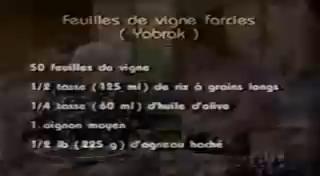 Feuilles de vigne farcies
( Yabrak )
50 feuilles de vigne
1/2 tasse (125 ml) de riz à grains longs
1/4 tasse (60 ml) d'huile d'olive
1 oignon moyen
1/2 lb (225 g) d'agneau haché